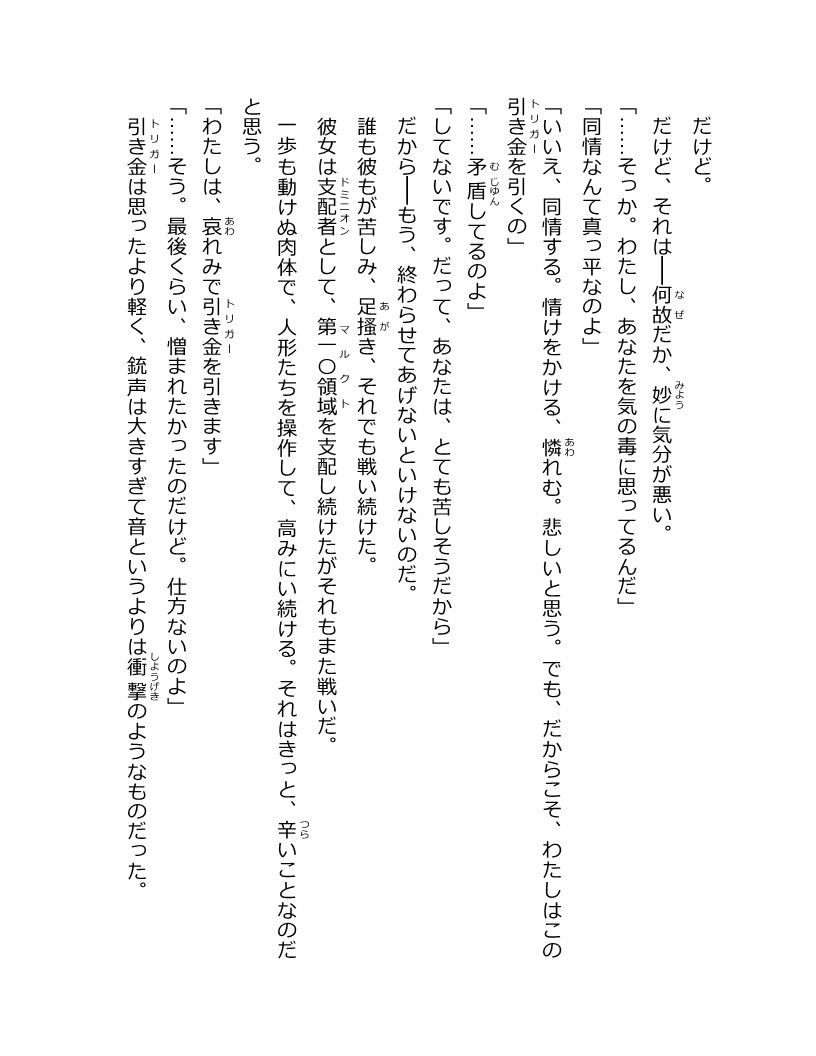 だけど。
だけど、それは──何故だか、妙に気分が悪い。
「……そっか。わたし、あなたを気の毒に思ってるんだ」
「同情なんて真っ平なのよ」
「いいえ、同情する。情けをかける、憐れむ。悲しいと思う。でも、だからこそ、わたしはこの
引き金を引くの」
「……矛盾してるのよ」
「してないです。だって、あなたは、とても苦しそうだから」
だから──もう、終わらせてあげないといけないのだ。
誰も彼もが苦しみ、足掻き、それでも戦い続けた。
彼女は支配者として、第一〇領域を支配し続けたがそれもまた戦いだ。
一歩も動けぬ肉体で、人形たちを操作して、高みにい続ける。それはきっと、辛いことなのだ
と思う。
「わたしは、哀れみで引き金を引きます」
「……そう。最後くらい、憎まれたかったのだけど。仕方ないのよ」
引き金は思ったより軽く、銃声は大きすぎて音というよりは衝撃のようなものだった。